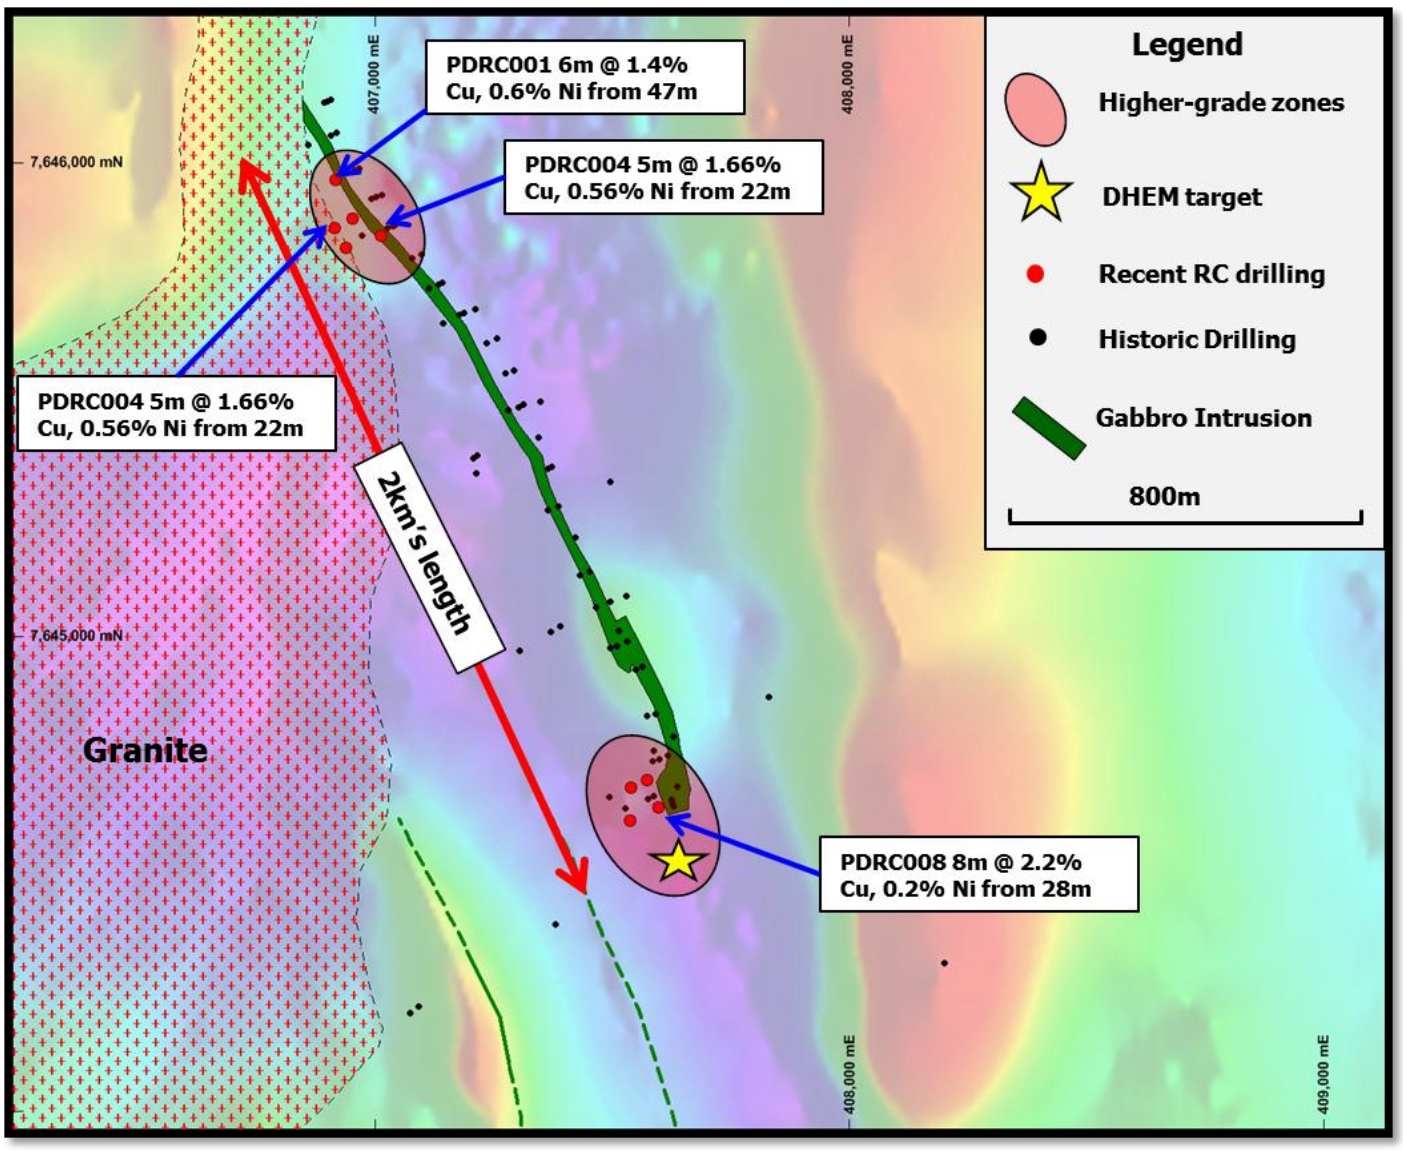 407,000 mE
408,000 mE
Legend
PDRC001 6m @ 1.4%
Cu, 0.6% Ni from 47m
Higher-grade zones
7,646,000 mN
PDRC004 5m @ 1.66%
Cu, 0.56% Ni from 22m
DHEM target
Recent RC drilling
Historic Drilling
PDRC004 5m @ 1.66%
Cu, 0.56% Ni from 22m
Gabbro Intrusion
800m
2km's length
7,645,000 mN
Granite
PDRC008 8m @ 2.2%
Cu, 0.2% Ni from 28m
408,000 mE
409,000 mE